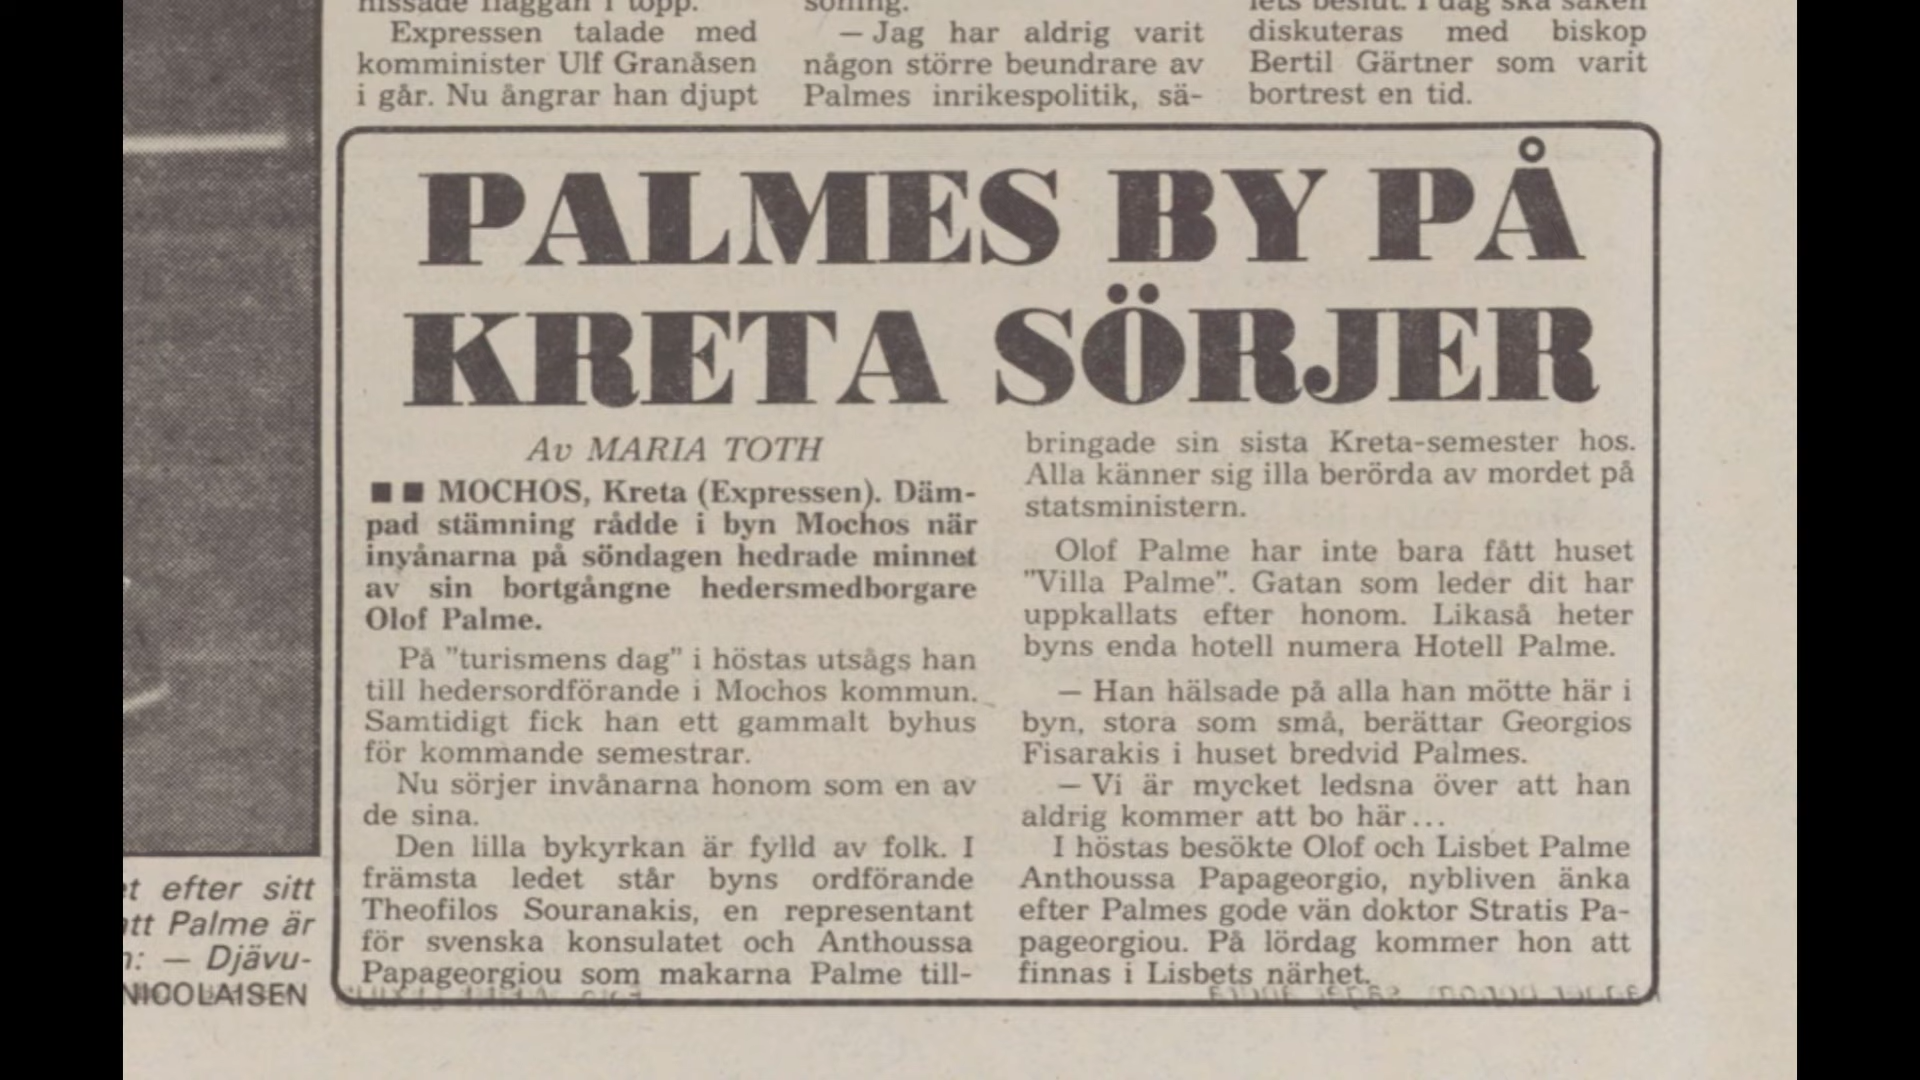 Expressen talade med
komminister Ulf Granåsen
i går. Nu ångrar han djupt
söning.
— Jag har aldrig varit
någon större beundrare av
Palmes inrikespolitik, sä-
lets beslut. I dag ska saken
diskuteras med biskop
Bertil Gärtner som varit
bortrest en tid.
et efter sitt
att Palme är
n: — Djävu-
NICOLAISEN
PALMES BY PÅ
KRETA SÖRJER
Av MARIA TOTH
■■ MOCHOS, Kreta (Expressen). Däm-
pad stämning rådde i byn Mochos när
invånarna på söndagen hedrade minnet
av sin bortgångne hedersmedborgare
Olof Palme.
På "turismens dag" i höstas utsågs han
till hedersordförande i Mochos kommun.
Samtidigt fick han ett gammalt byhus
för kommande semestrar.
Nu sörjer invånarna honom som en av
de sina.
Den lilla bykyrkan är fylld av folk. I
främsta ledet står byns ordförande
Theofilos Souranakis, en representant
för svenska konsulatet och Anthoussa
Papageorgiou som makarna Palme till-
bringade sin sista Kreta-semester hos.
Alla känner sig illa berörda av mordet på
statsministern.
Olof Palme har inte bara fått huset
"Villa Palme". Gatan som leder dit har
uppkallats efter honom. Likaså heter
byns enda hotell numera Hotell Palme.
— Han hälsade på alla han mötte här i
byn, stora som små, berättar Georgios
Fisarakis i huset bredvid Palmes.
— Vi är mycket ledsna över att han
aldrig kommer att bo här...
I höstas besökte Olof och Lisbet Palme
Anthoussa Papageorgio, nybliven änka
efter Palmes gode vän doktor Stratis Pa-
pageorgiou. På lördag kommer hon att
finnas i Lisbets närhet.